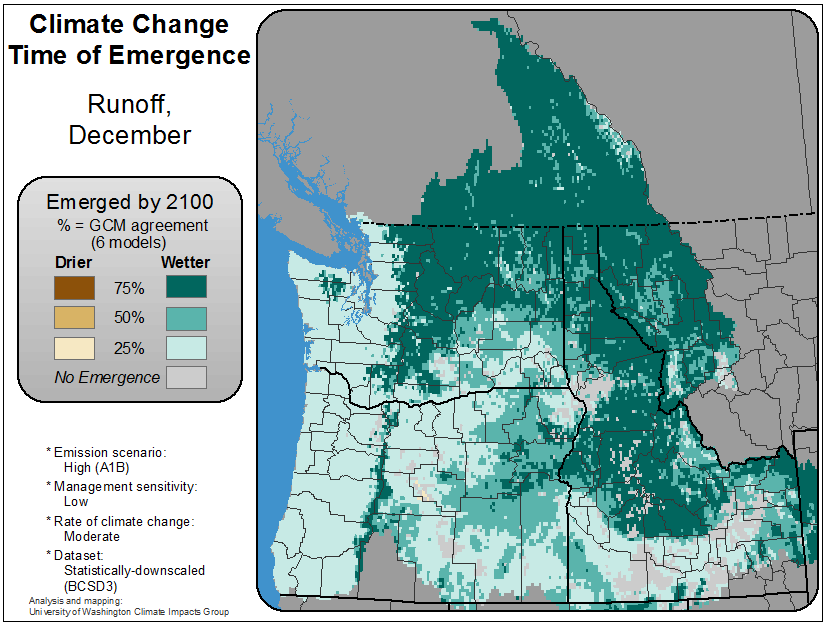 Climate Change
Time of Emergence
Runoff,
December
Emerged by 2100
% = GCM agreement
(6 models)
Drier Wetter
75%
50%
25%
No Emergence
* Emission scenario:
High (A1B)
* Management sensitivity:
Low
* Rate of climate change:
Moderate
* Dataset:
Statistically-downscaled
(BCSD3)
Analysis and mapping:
University of Washington Climate Impacts Group